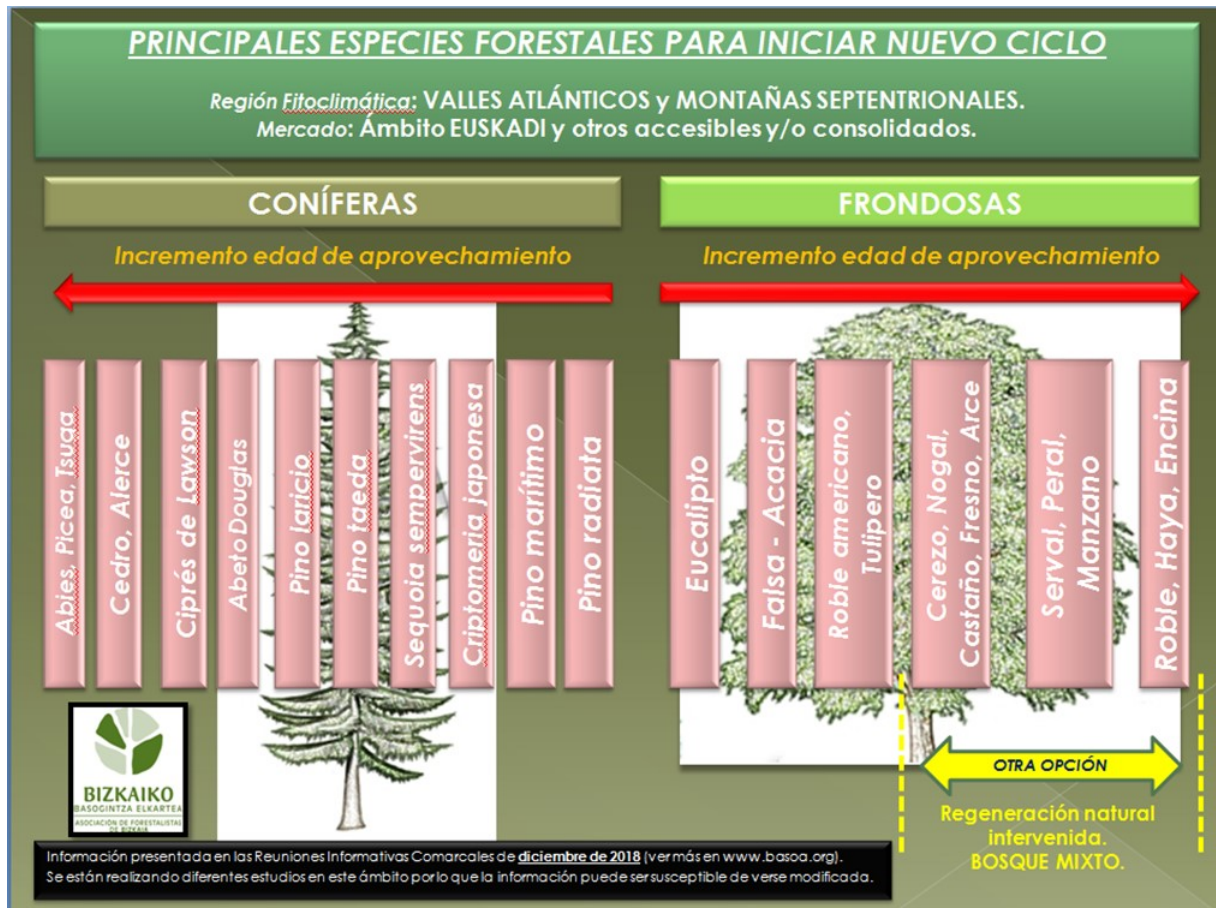 PRINCIPALES ESPECIES FORESTALES PARA INICIAR NUEVO CICLO
Región Fitoclimática: VALLES ATLÁNTICOS y MONTAÑAS SEPTENTRIONALES.
Mercado: Ámbito EUSKADI y otros accesibles y/o consolidados.
CONÍFERAS
Incremento edad de aprovechamiento
Abies, Picea, Tsuga
Cedro, Alerce
Ciprés de Lawson
Abeto Douglas
Pino laricio
Pino taeda
Sequoia sempervirens
Criptomeria japonesa
Pino marítimo
Pino radiata
FRONDOSAS
Incremento edad de aprovechamiento
Eucalipto
Falsa - Acacia
Roble americano,
Tulipero
Cerezo, Nogal,
Castaño, Fresno, Arce
Serval, Peral,
Manzano
Roble, Haya, Encina
OTRA OPCIÓN
Regeneración natural
intervenida.
BOSQUE MIXTO.
BIZKAIKO
BASOGINTZA ELKARTEA
ASOCIACIÓN DE FORESTALISTAS
DE BIZKAIA
Información presentada en las Reuniones Informativas Comarcales de diciembre de 2018 (ver más en www.basoa.org).
Se están realizando diferentes estudios en este ámbito por lo que la información puede ser susceptible de verse modificada.